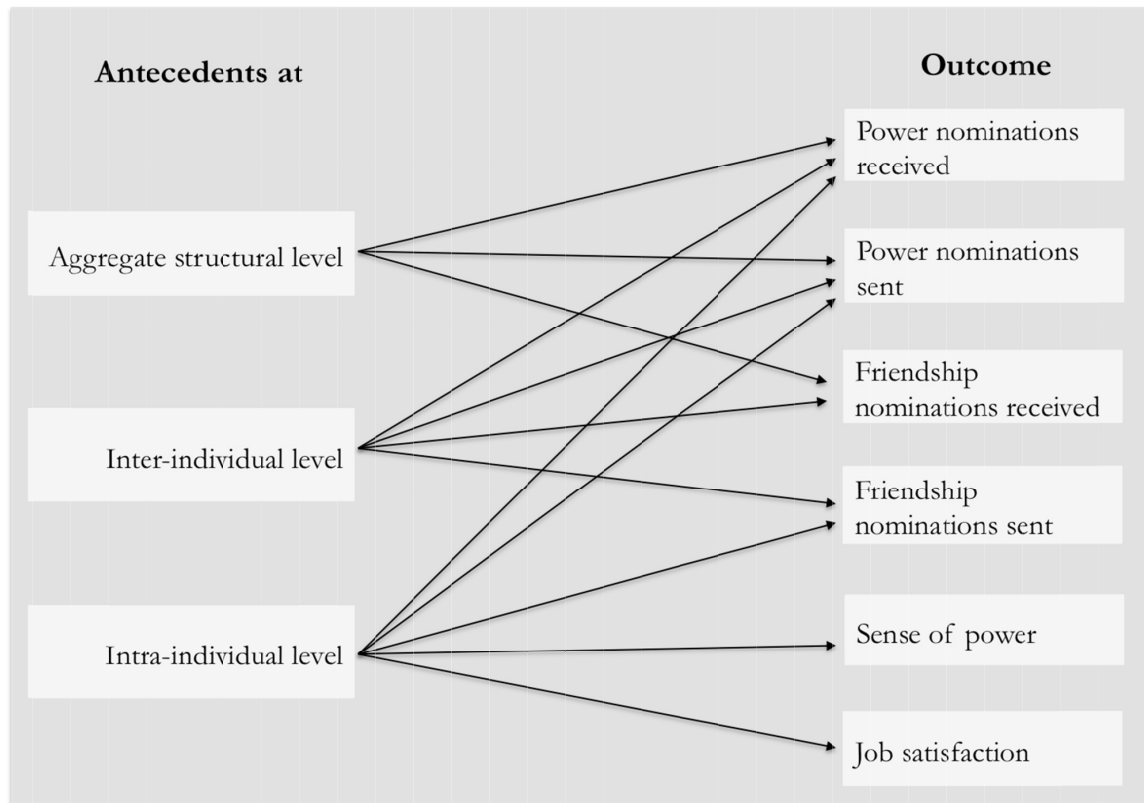 Antecedents at
Outcome
Aggregate structural level
Inter-individual level
Intra-individual level
Power nominations
received
Power nominations
sent
Friendship
nominations received
Friendship
nominations sent
Sense of power
Job satisfaction